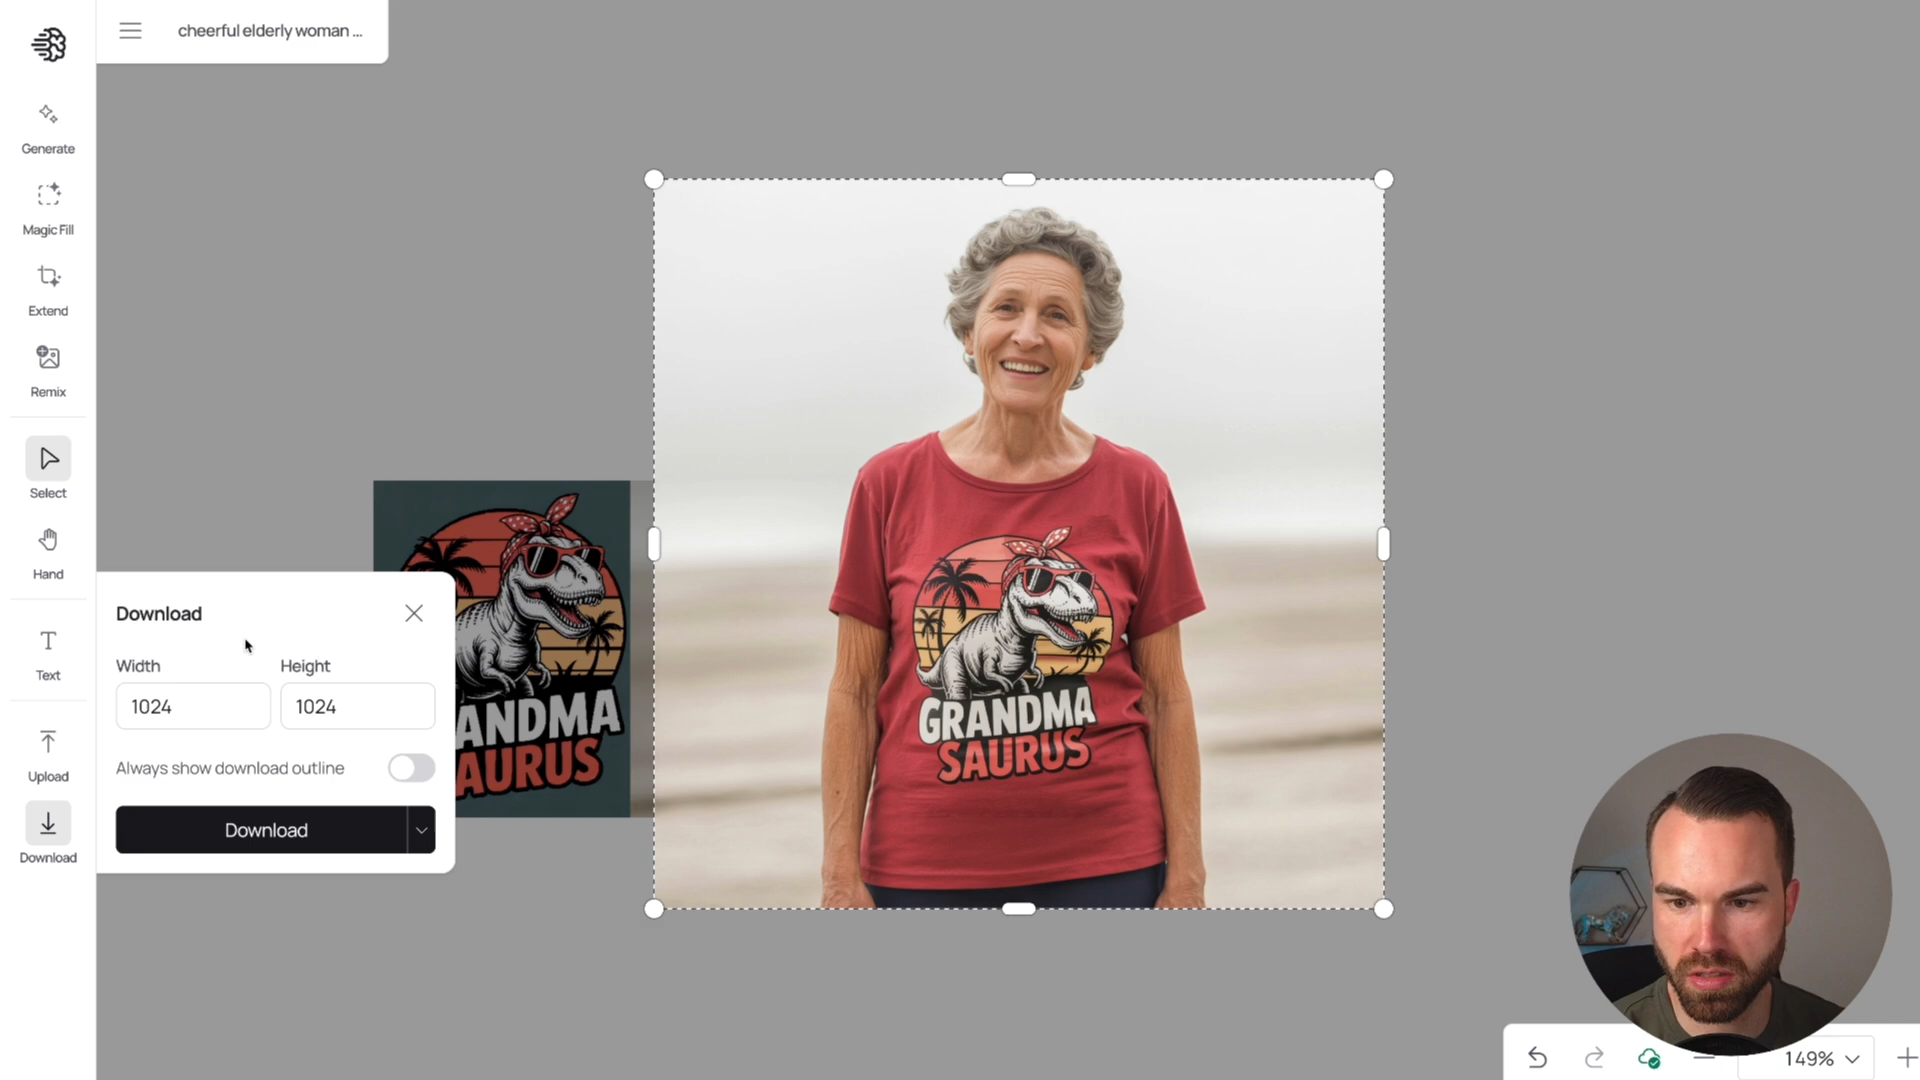 cheerful elderly woman ...
Generate
Magic Fill
Extend
Remix
Select
Hand
Text
Upload
Download
Download
Width
Height
1024
1024
Always show download outline
Download
ANDMA
AURUS
GRANDMA
SAURUS
149%